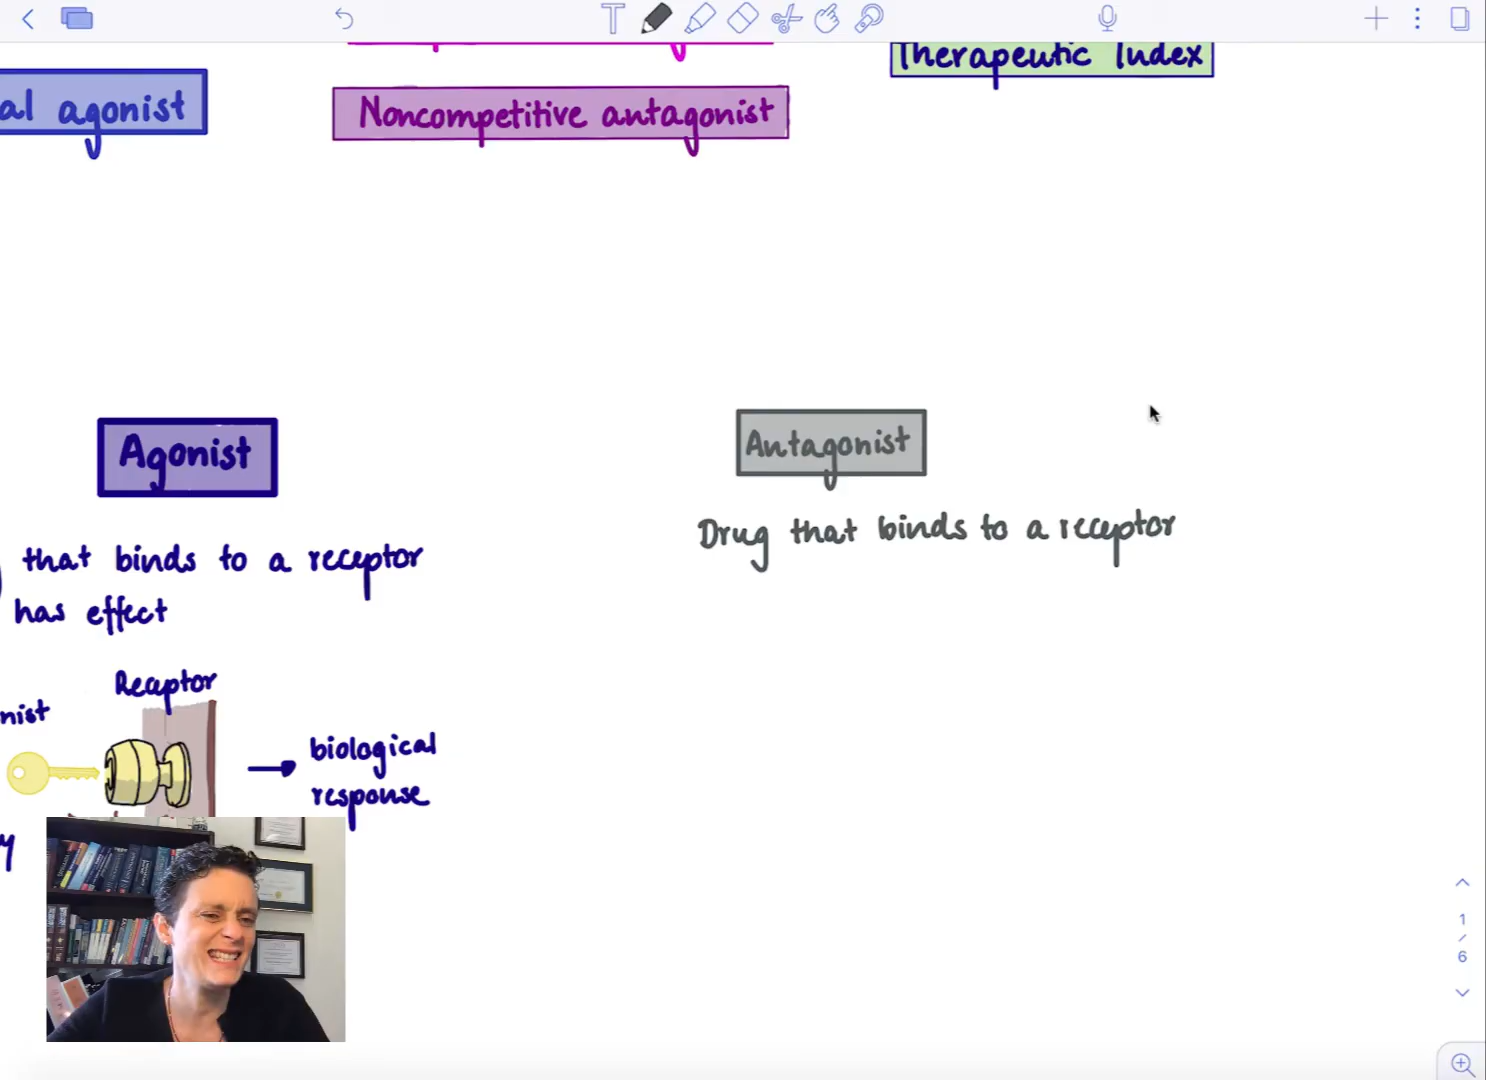 Therapeutic Index
al agonist
Noncompetitive antagonist
Agonist
Antagonist
Drug that binds to a receptor
that binds to a receptor
has effect
Receptor
nist
biological
response
y
1
/
6